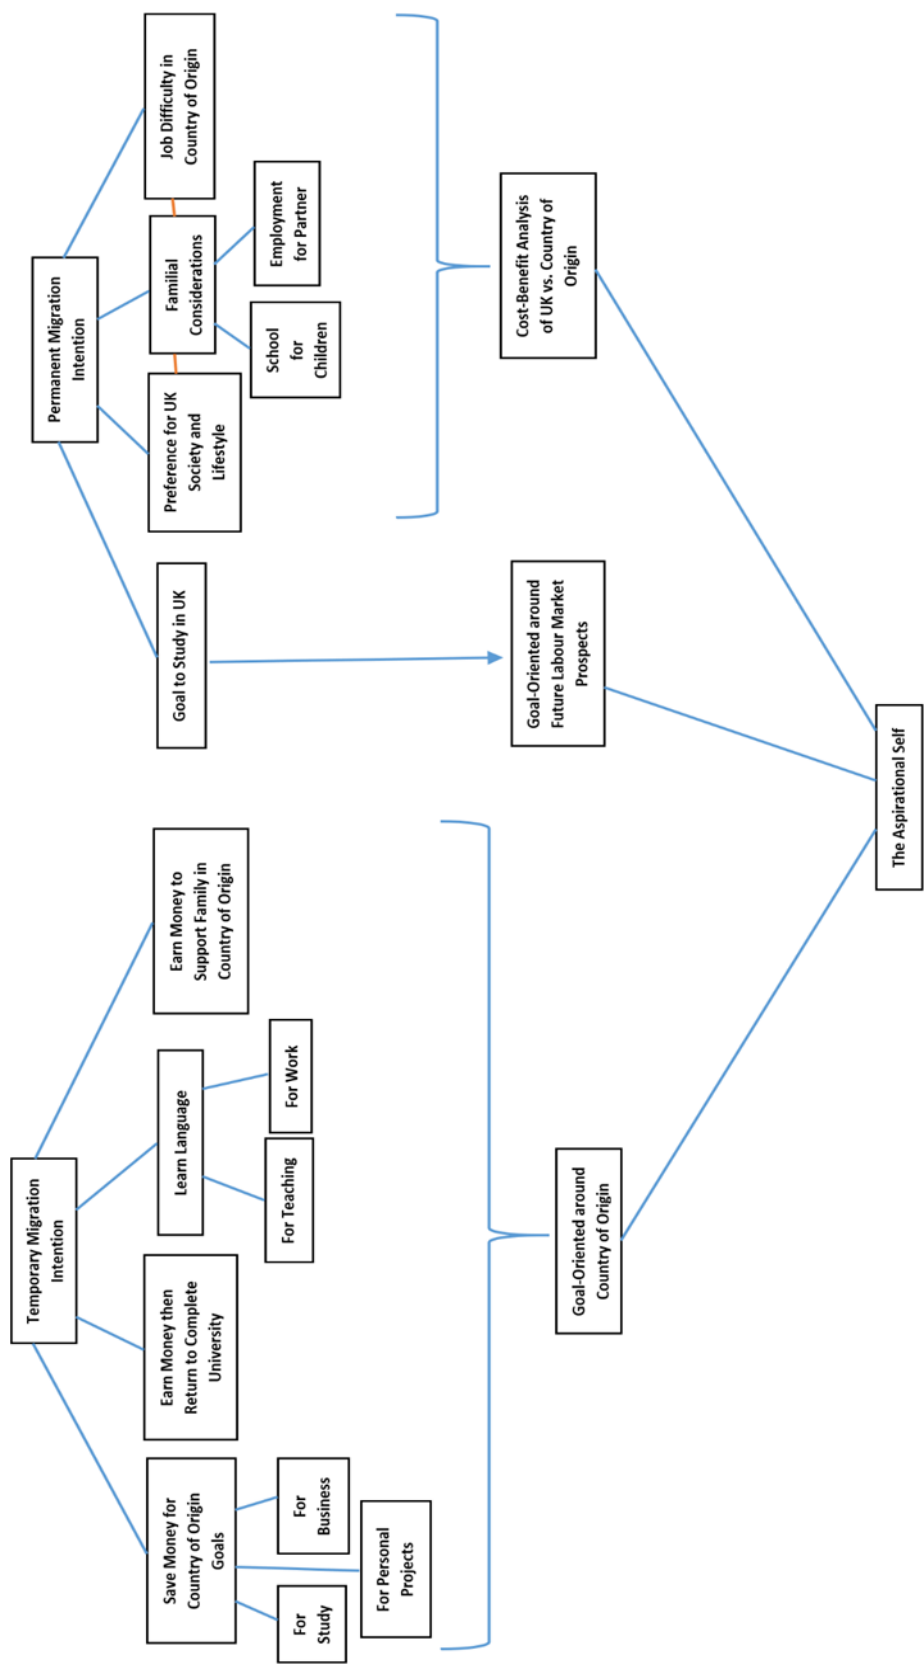 Temporary Migration
Intention
Permanent Migration
Intention
Save Money for
Country of Origin
Goals
Earn Money then
Return to Complete
University
Learn Language
Earn Money to
Support Family in
Country of Origin
Goal to Study in UK
Preference for UK
Society and
Lifestyle
Familial
Considerations
Job Difficulty in
Country of Origin
For
Study
For Personal
Projects
For
Business
For Teaching
For Work
School
for
Children
Employment
for Partner
Goal-Oriented around
Country of Origin
Goal-Oriented around
Future Labour Market
Prospects
Cost-Benefit Analysis
of UK vs. Country of
Origin
The Aspirational Self